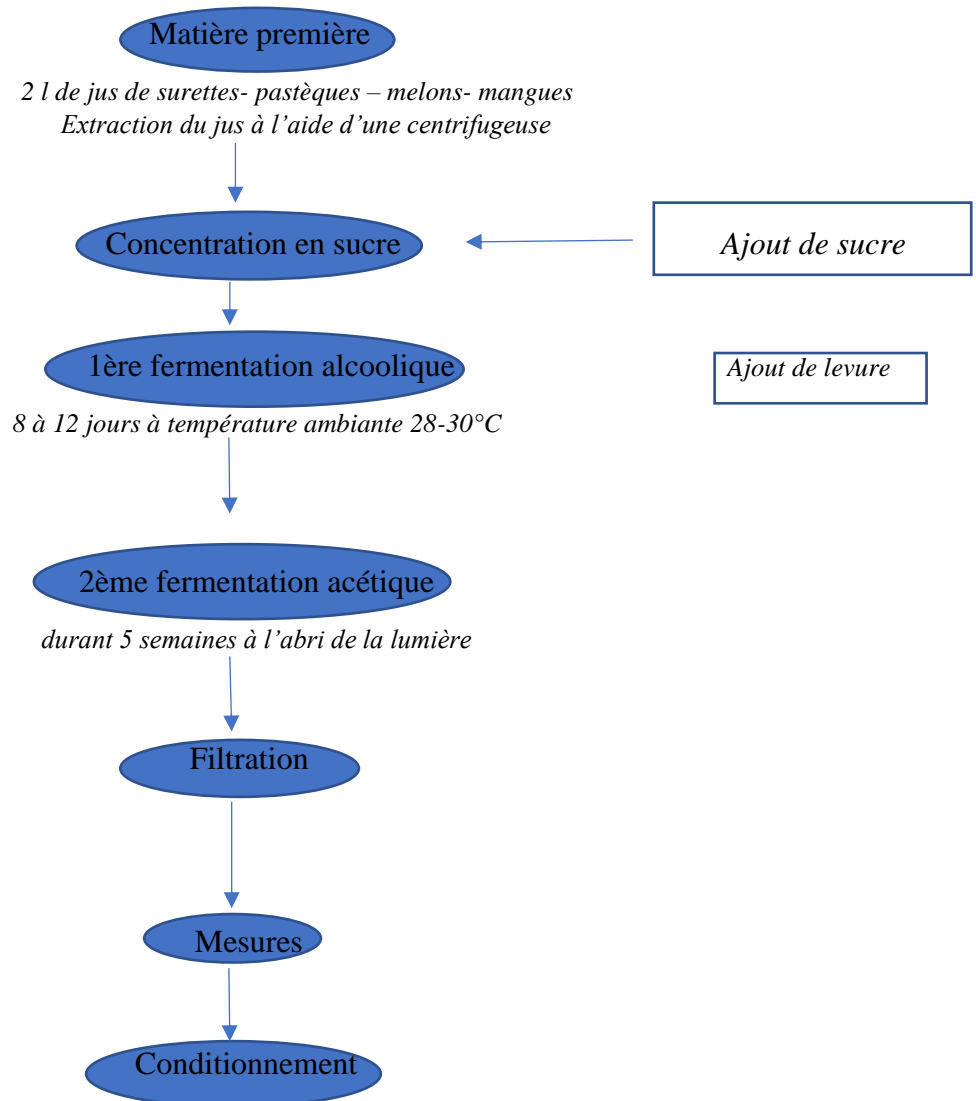 Matière première
2 l de jus de surettes- pastèques – melons- mangues
Extraction du jus à l’aide d’une centrifugeuse
Concentration en sucre
Ajout de sucre
1ère fermentation alcoolique
Ajout de levure
8 à 12 jours à température ambiante 28-30°C
2ème fermentation acétique
durant 5 semaines à l’abri de la lumière
Filtration
Mesures
Conditionnement